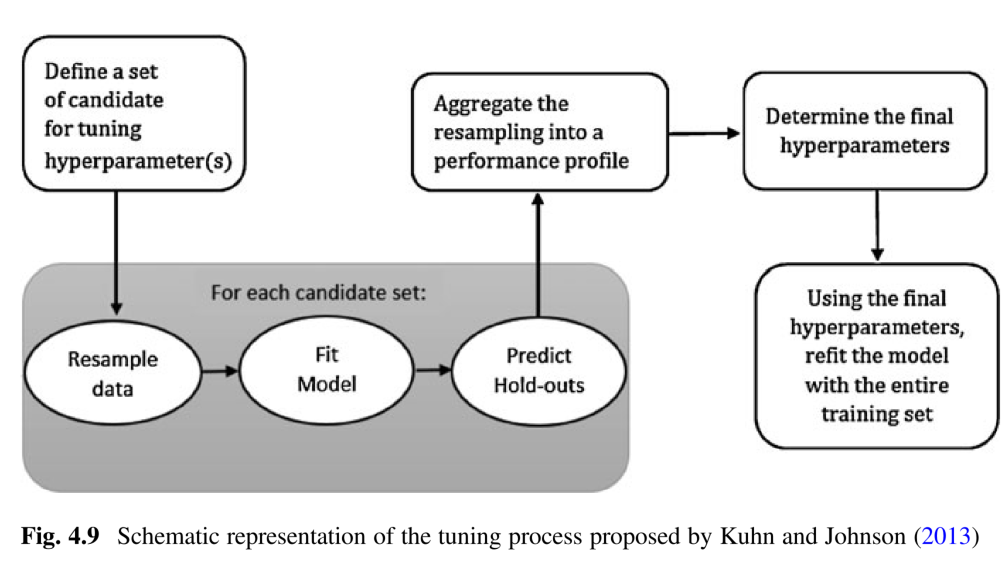 Define a set
of candidate
for tuning
hyperparameter(s)
For each candidate set:
Resample
data
Fit
Model
Predict
Hold-outs
Aggregate the
resampling into a
performance profile
Determine the final
hyperparameters
Using the final
hyperparameters,
refit the model
with the entire
training set
Fig. 4.9 Schematic representation of the tuning process proposed by Kuhn and Johnson (2013)